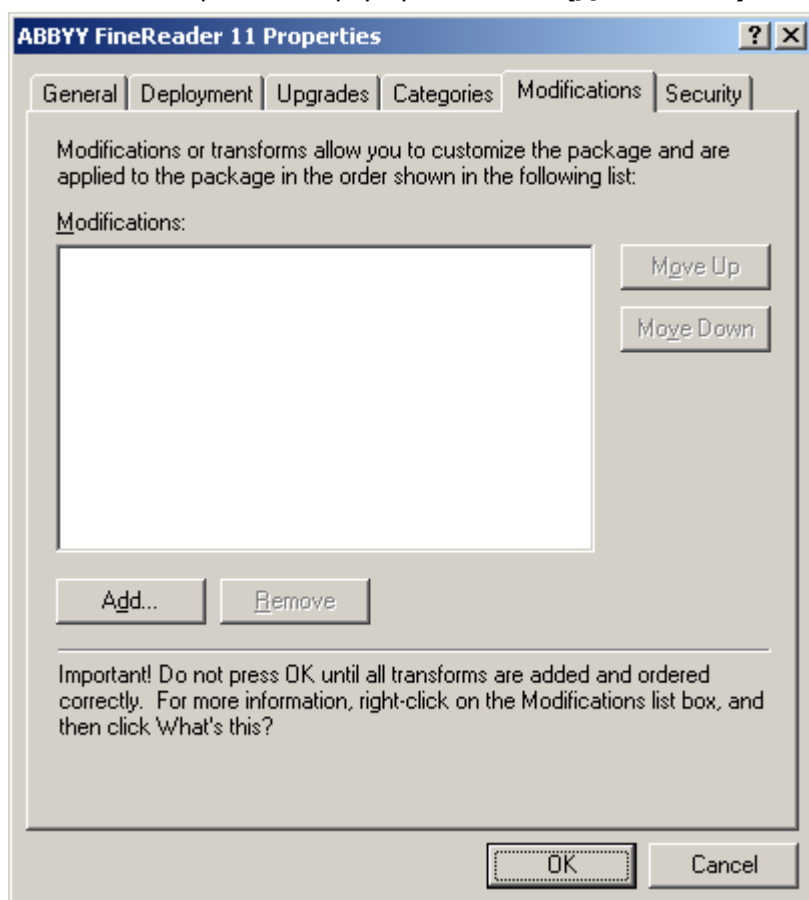 ABBYY FineReader 11 Properties
General Deployment Upgrades Categories Modifications Security
Modifications or transforms allow you to customize the package and are
applied to the package in the order shown in the following list:
Modifications:
Move Up
Move Down
Add... Remove
Important! Do not press OK until all transforms are added and ordered
correctly. For more information, right-click on the Modifications list box, and
then click What's this?
OK Cancel